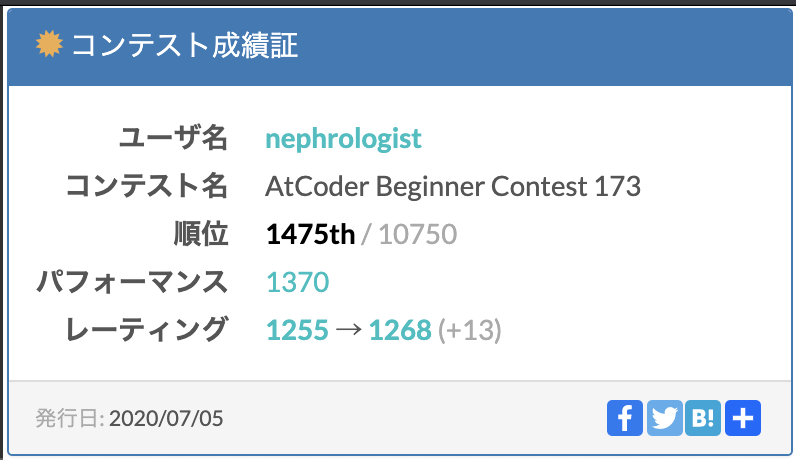 コンテスト成績証
ユーザ名 nephrologist
コンテスト名 AtCoder Beginner Contest 173
順位 1475th / 10750
パフォーマンス 1370
レーティング 1255 → 1268 (+13)
発行日: 2020/07/05 B!